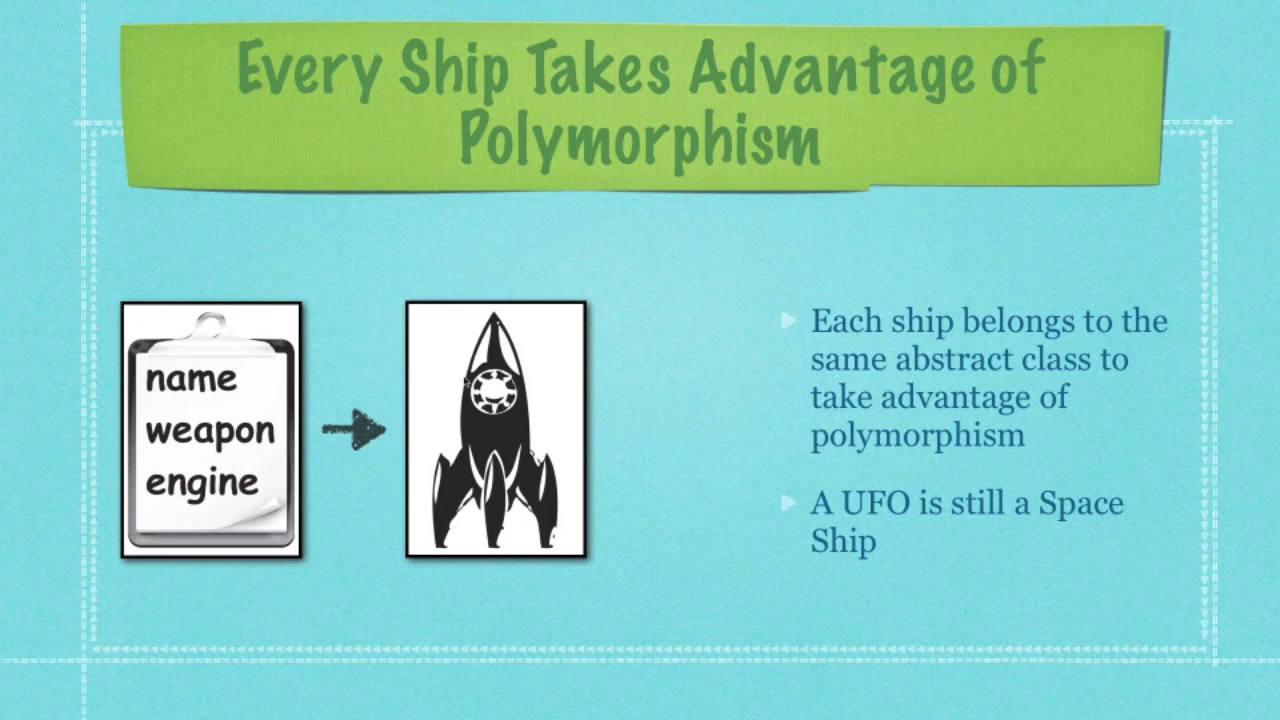 Every Ship Takes Advantage of
Polymorphism
name
weapon
engine
Each ship belongs to the
same abstract class to
take advantage of
polymorphism
A UFO is still a Space
Ship